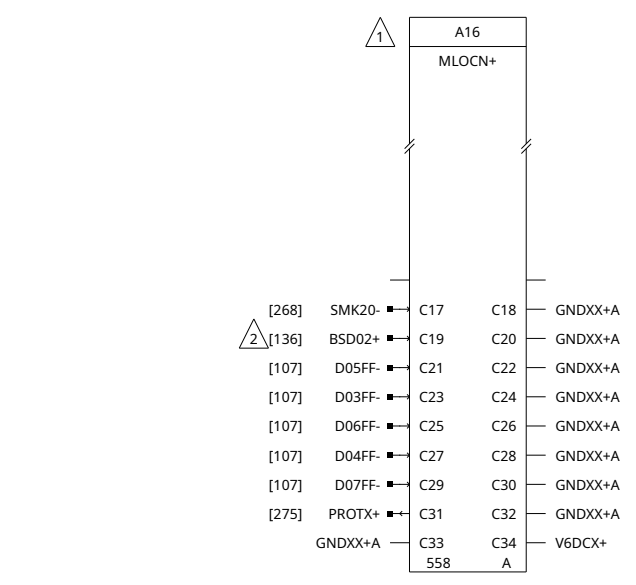 1 A16
MLOCN+
[268] SMK20- C17 C18 GNDXX+A
2 [136] BSD02+ C19 C20 GNDXX+A
[107] D05FF- C21 C22 GNDXX+A
[107] D03FF- C23 C24 GNDXX+A
[107] D06FF- C25 C26 GNDXX+A
[107] D04FF- C27 C28 GNDXX+A
[107] D07FF- C29 C30 GNDXX+A
[275] PROTX+ C31 C32 GNDXX+A
GNDXX+A C33 C34 V6DCX+
558 A